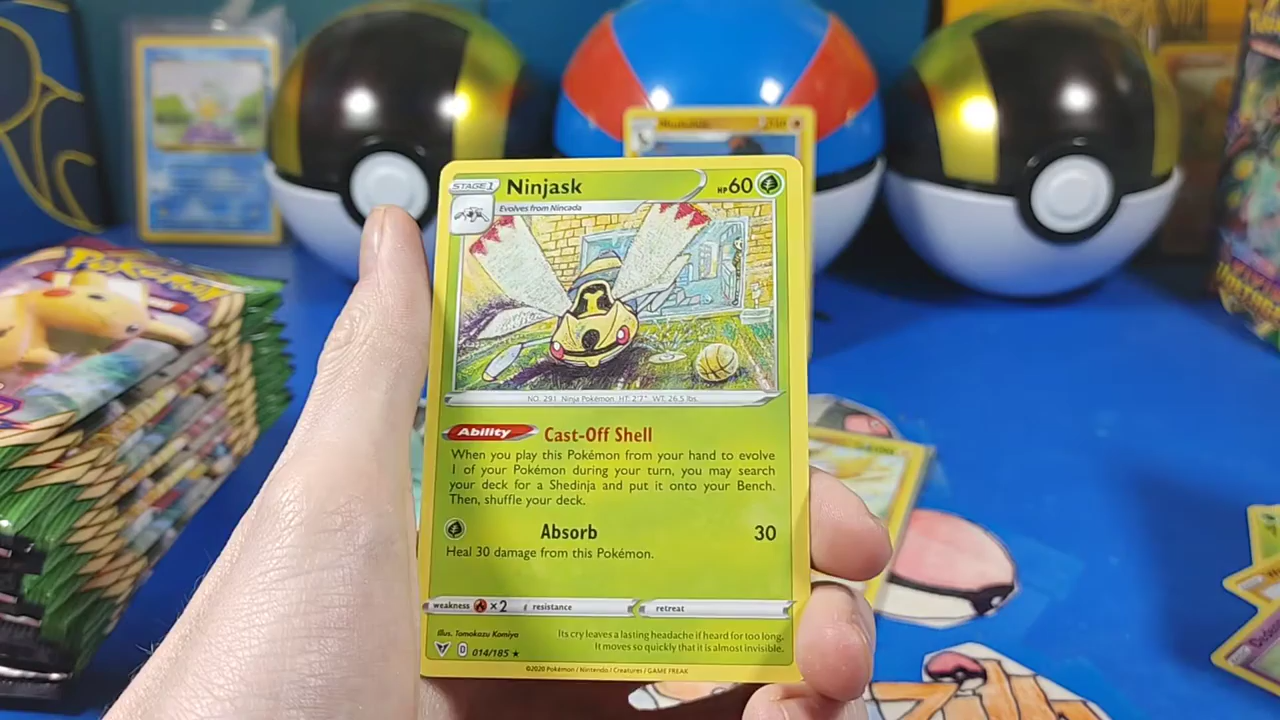 Pokémon
STAGE 1
Ninjask
HP 60
Evolves from Nincada
NO. 291 Ninja Pokémon HT: 2'7" WT: 26.5 lbs.
Ability Cast-Off Shell
When you play this Pokémon from your hand to evolve
1 of your Pokémon during your turn, you may search
your deck for a Shedinja and put it onto your Bench.
Then, shuffle your deck.
Absorb 30
Heal 30 damage from this Pokémon.
weakness ×2 resistance retreat
Illus. Tomokazu Komiya
D 014/185 ★
Its cry leaves a lasting headache if heard for too long.
It moves so quickly that it is almost invisible.
©2020 Pokémon / Nintendo / Creatures / GAME FREAK